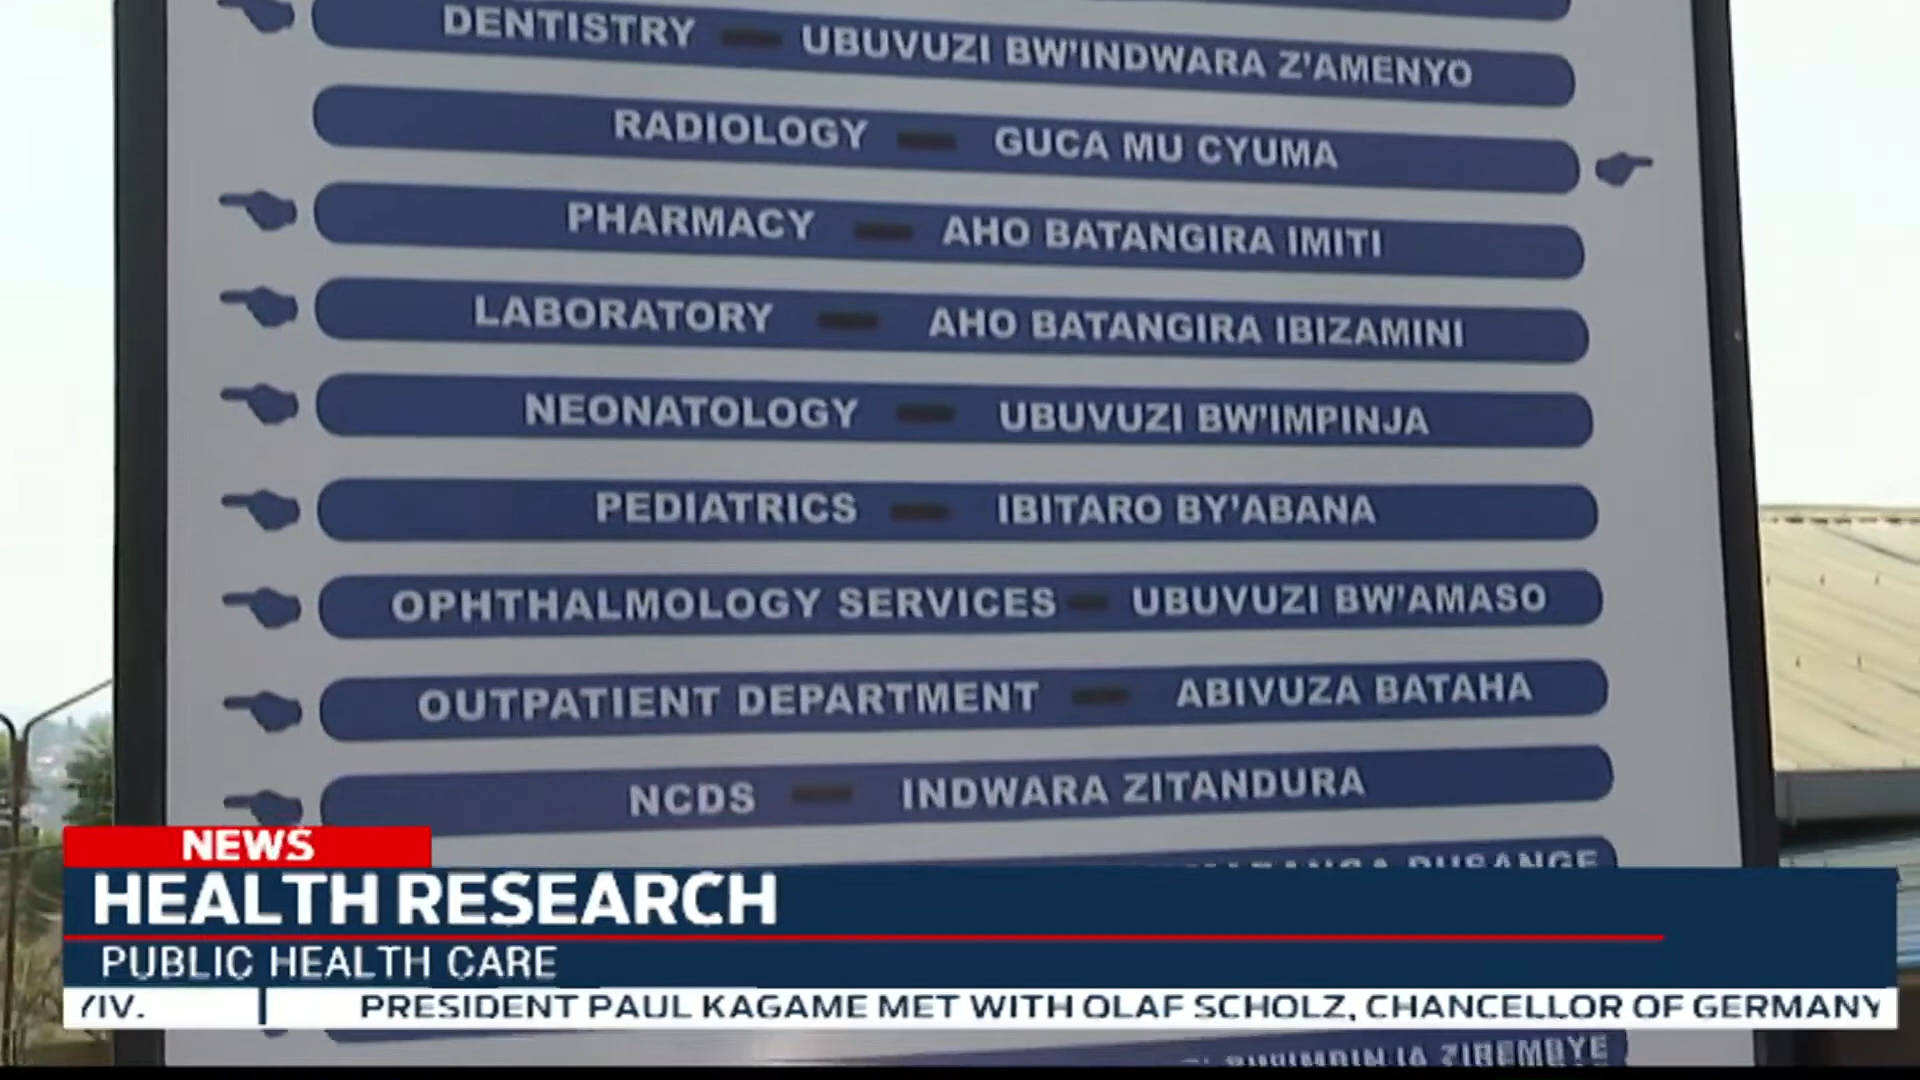 DENTISTRY - UBUVUZI BW'INDWARA Z'AMENYO
RADIOLOGY - GUCA MU CYUMA
PHARMACY - AHO BATANGIRA IMITI
LABORATORY - AHO BATANGIRA IBIZAMINI
NEONATOLOGY - UBUVUZI BW'IMPINJA
PEDIATRICS - IBITARO BY'ABANA
OPHTHALMOLOGY SERVICES - UBUVUZI BW'AMASO
OUTPATIENT DEPARTMENT - ABIVUZA BATAHA
NCDS - INDWARA ZITANDURA
DUSANGE
NEWS
HEALTH RESEARCH
PUBLIC HEALTH CARE
PRESIDENT PAUL KAGAME MET WITH OLAF SCHOLZ, CHANCELLOR OF GERMANY
ZIREMBYE